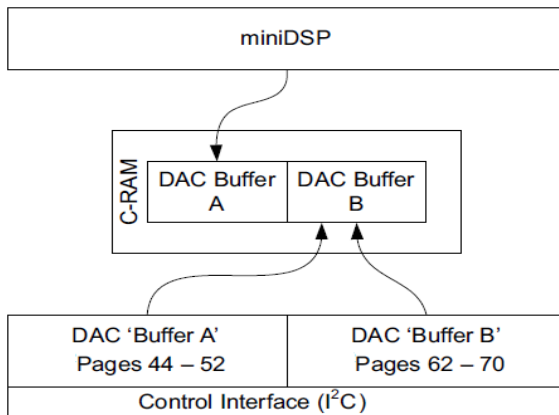 miniDSP
C-RAM
DAC Buffer
A
DAC Buffer
B
DAC ‘Buffer A’
Pages 44 – 52
DAC ‘Buffer B’
Pages 62 – 70
Control Interface (I²C)